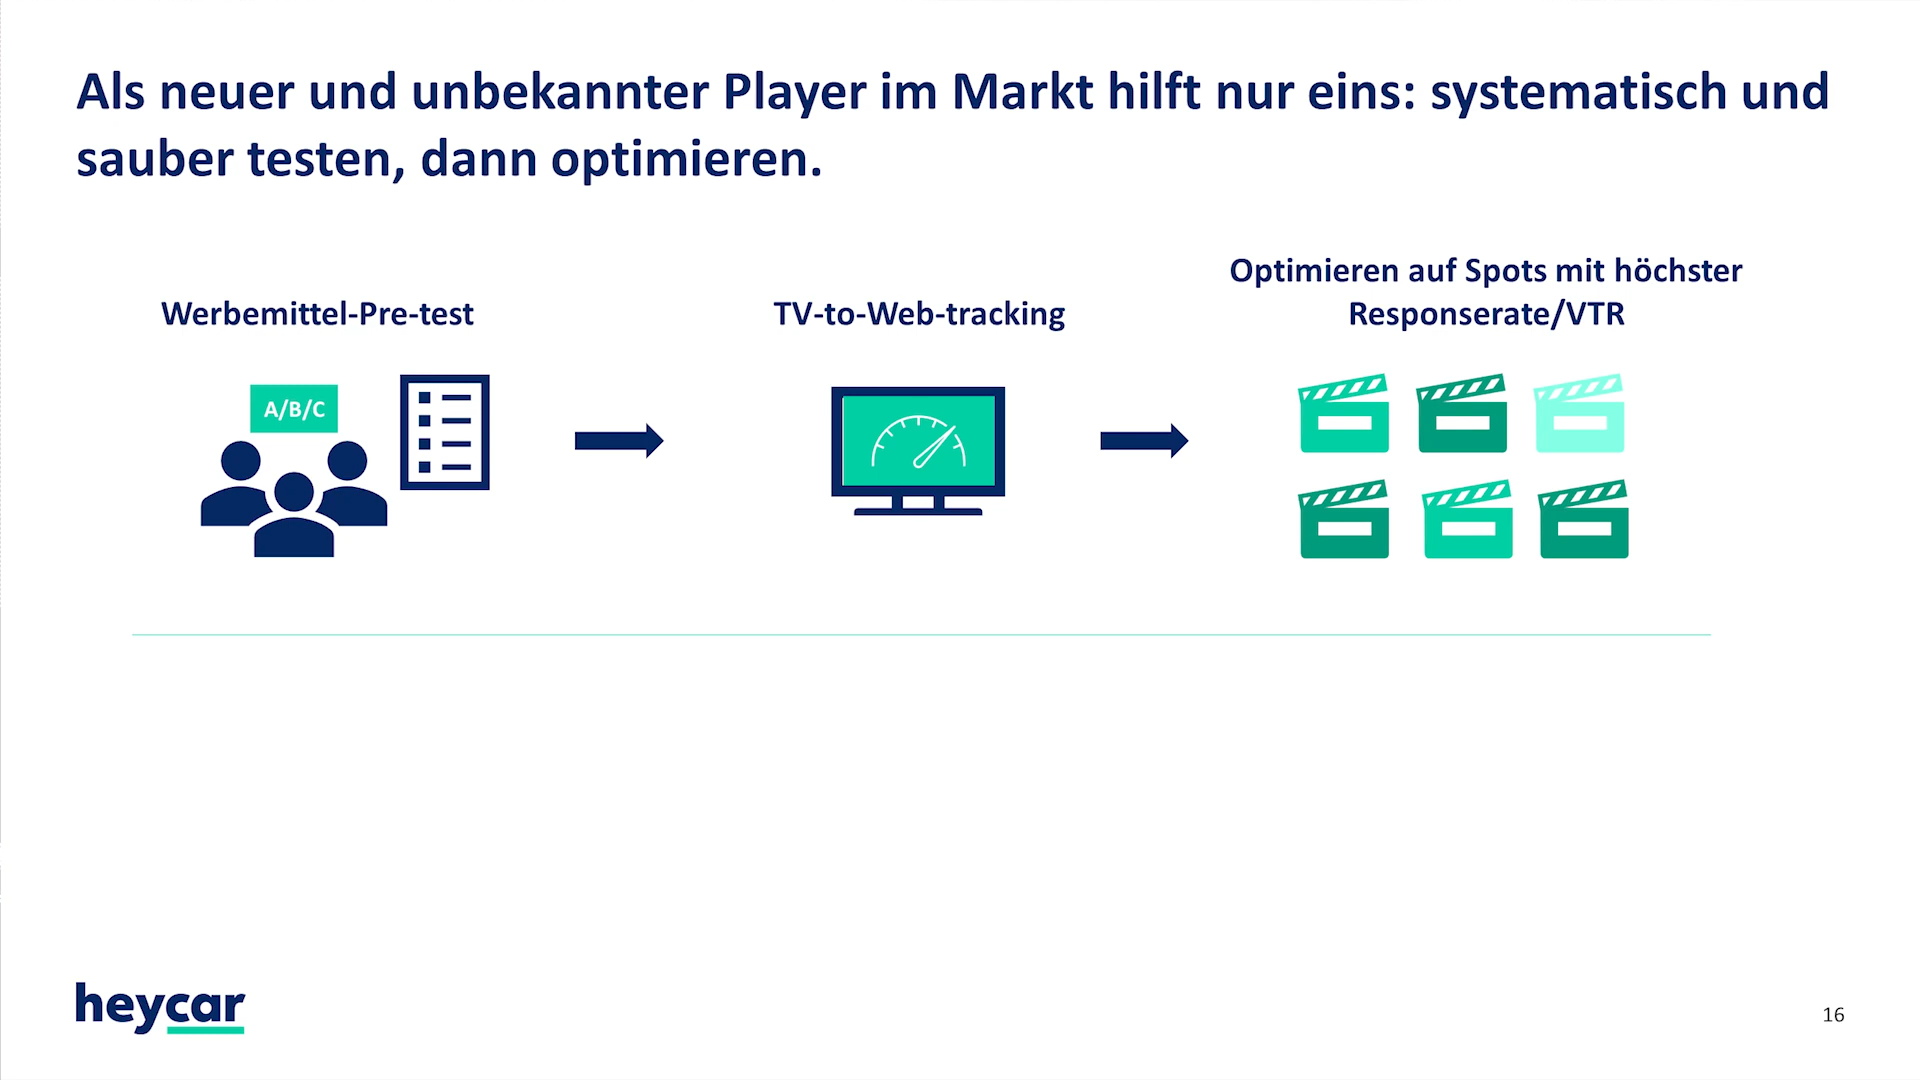 Als neuer und unbekannter Player im Markt hilft nur eins: systematisch und
sauber testen, dann optimieren.
Werbemittel-Pre-test
TV-to-Web-tracking
Optimieren auf Spots mit höchster
Responserate/VTR
A/B/C
heycar
16